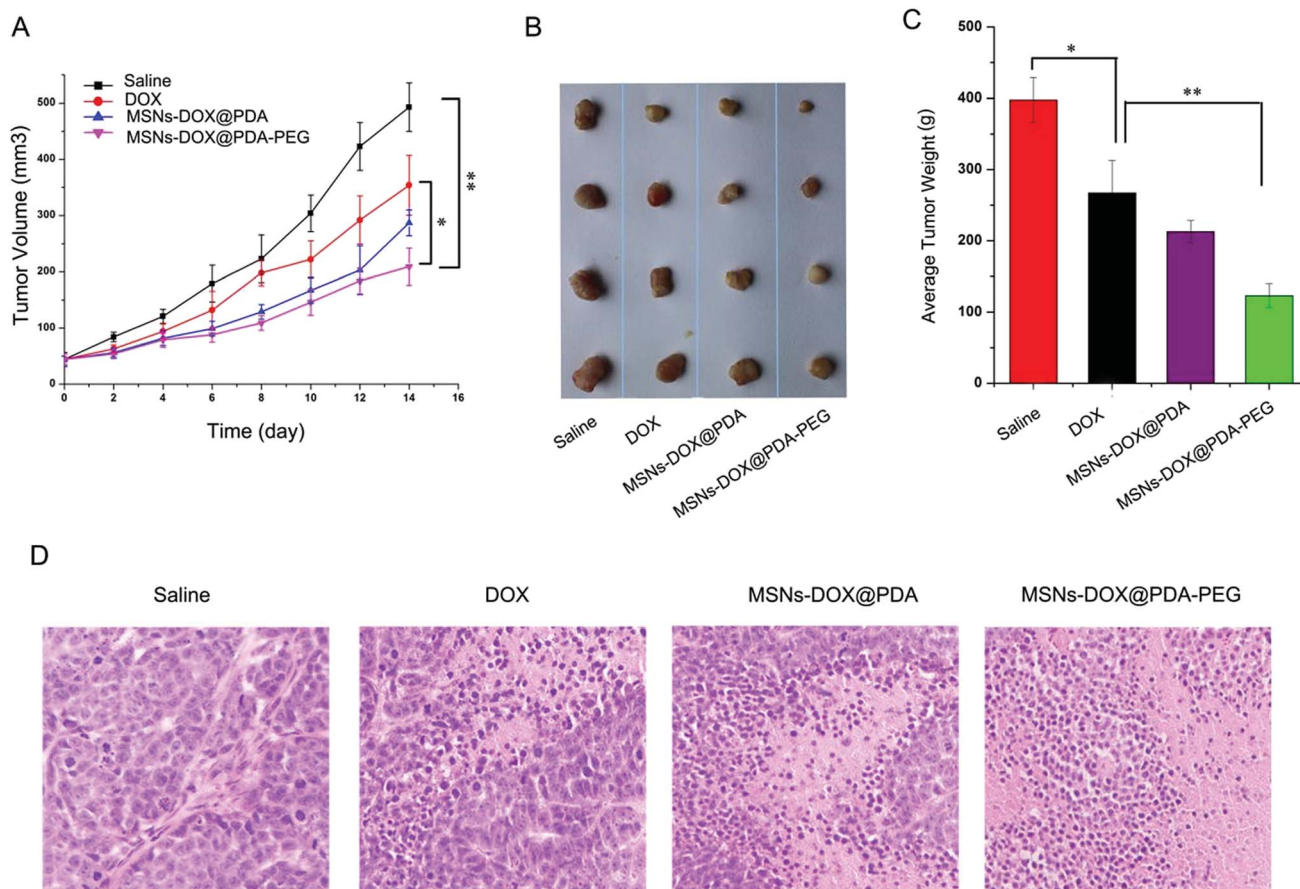 A
Saline
DOX
MSNs-DOX@PDA
MSNs-DOX@PDA-PEG
Tumor Volume (mm3)
500
400
300
200
100
0
0 2 4 6 8 10 12 14 16
Time (day)
*
**
B
Saline
DOX
MSNs-DOX@PDA
MSNs-DOX@PDA-PEG
C
Average Tumor Weight (g)
500
400
300
200
100
0
*
**
Saline
DOX
MSNs-DOX@PDA
MSNs-DOX@PDA-PEG
D
Saline DOX MSNs-DOX@PDA MSNs-DOX@PDA-PEG